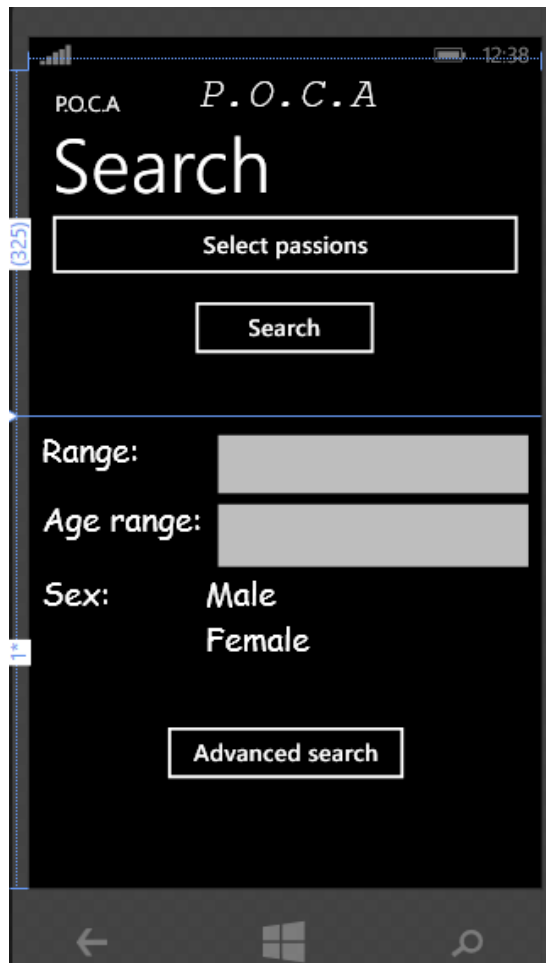 12:38
P.O.C.A P.O.C.A
Search
Select passions
(325)
Search
Range:
Age range:
Sex: Male
Female
1*
Advanced search